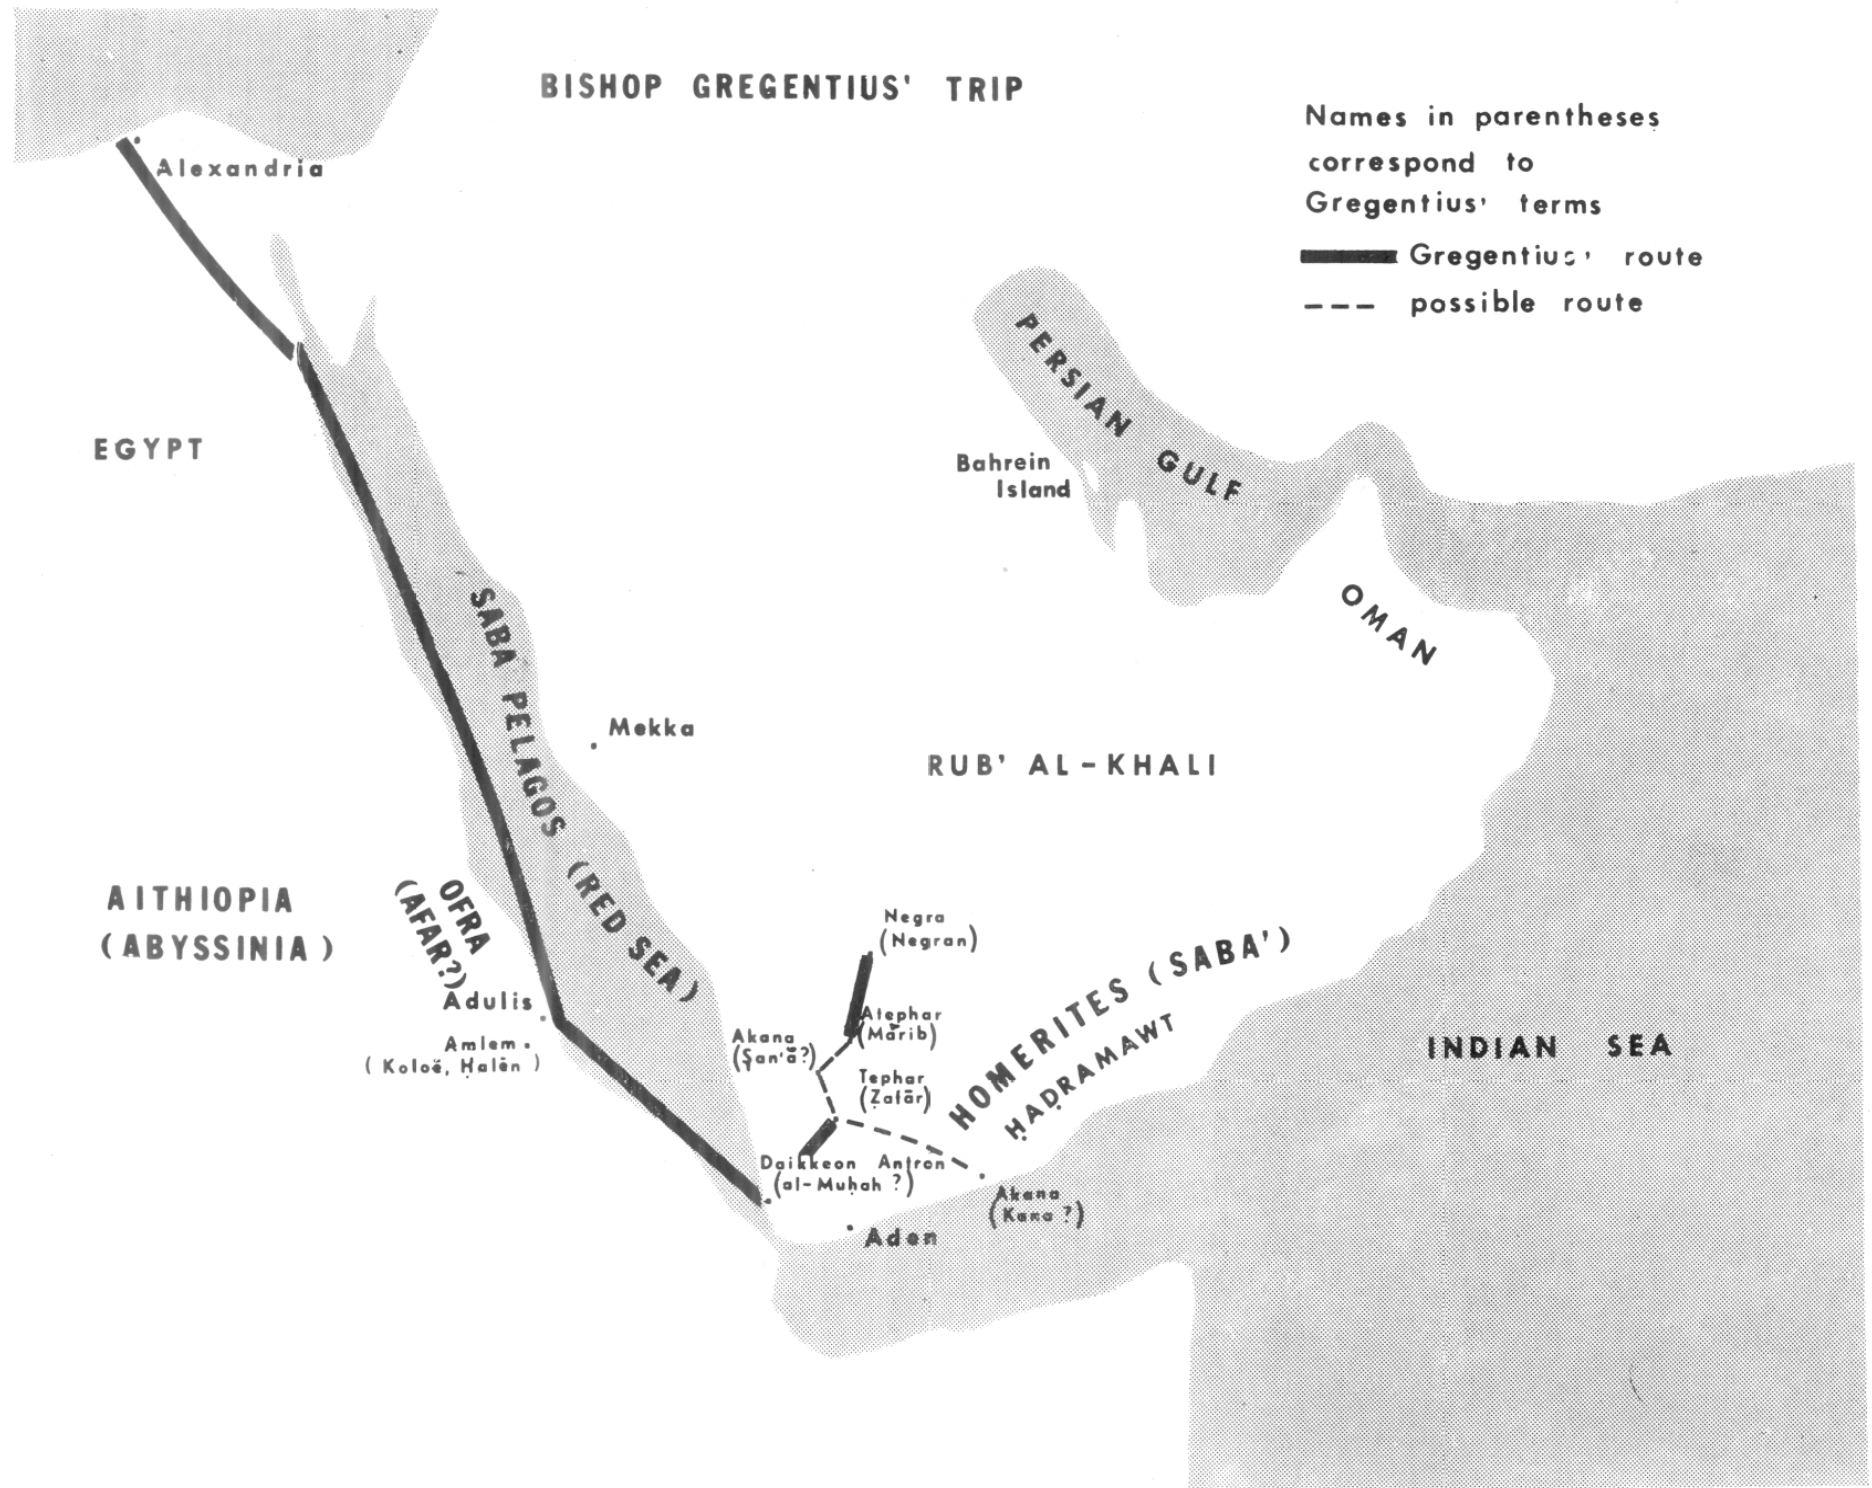 BISHOP GREGENTIUS' TRIP
Names in parentheses
correspond to
Gregentius' terms
Gregentius' route
possible route
Alexandria
PERSIAN GULF
EGYPT
Bahrein
Island
OMAN
SABA PELAGOS (RED SEA)
Mekka
RUB' AL-KHALI
AITHIOPIA
(ABYSSINIA)
OFRA
(AFAR?)
Negra
(Negran)
HOMERITES (SABA')
HAḌRAMAWT
Adulis
Amlem
(Koloë, Ḥalēn)
Atephar
(Mārib)
Akana
(Ṣan'ā?)
Tephar
(Ẓafār)
INDIAN SEA
Daikkeon Antron
(al-Muḥah ?)
Akana
(Kana ?)
Aden